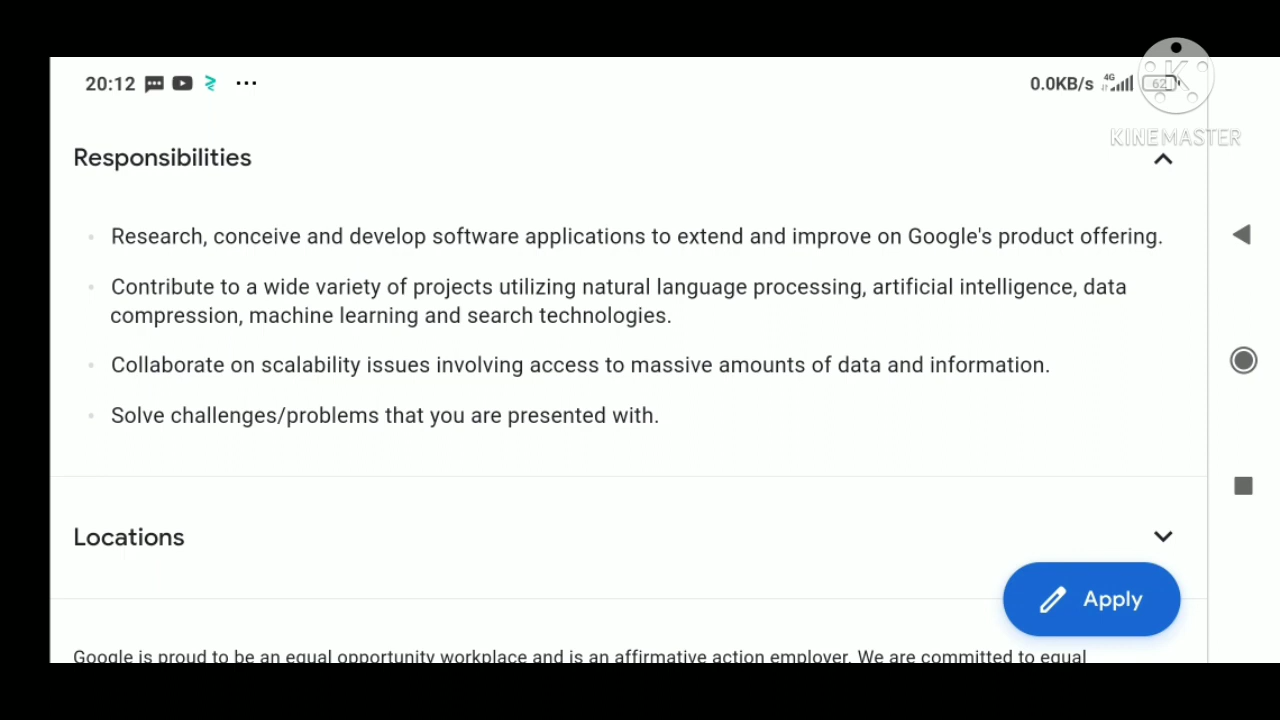 20:12 ... 0.0KB/s 4G 62
KINEMASTER
Responsibilities
Research, conceive and develop software applications to extend and improve on Google's product offering.
Contribute to a wide variety of projects utilizing natural language processing, artificial intelligence, data
compression, machine learning and search technologies.
Collaborate on scalability issues involving access to massive amounts of data and information.
Solve challenges/problems that you are presented with.
Locations
Apply
Google is proud to be an equal opportunity workplace and is an affirmative action employer. We are committed to equal